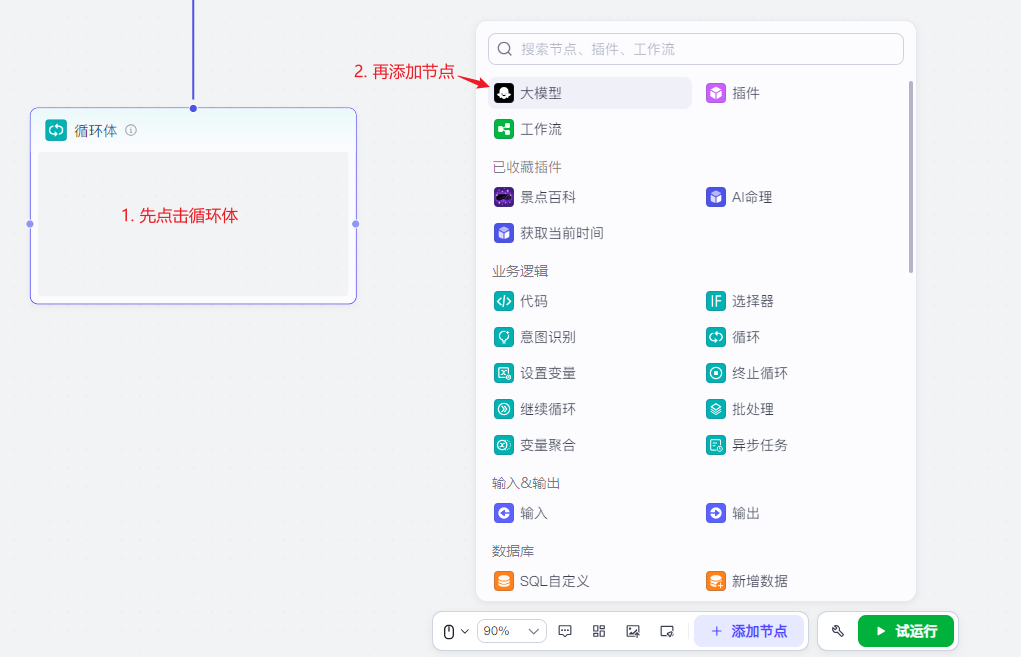 搜索节点、插件、工作流
2. 再添加节点
大模型
插件
循环体
工作流
已收藏插件
景点百科
AI命理
1. 先点击循环体
获取当前时间
业务逻辑
代码
IF
选择器
意图识别
循环
设置变量
终止循环
继续循环
批处理
变量聚合
异步任务
输入&输出
输入
输出
数据库
SQL自定义
新增数据
90%
添加节点
试运行